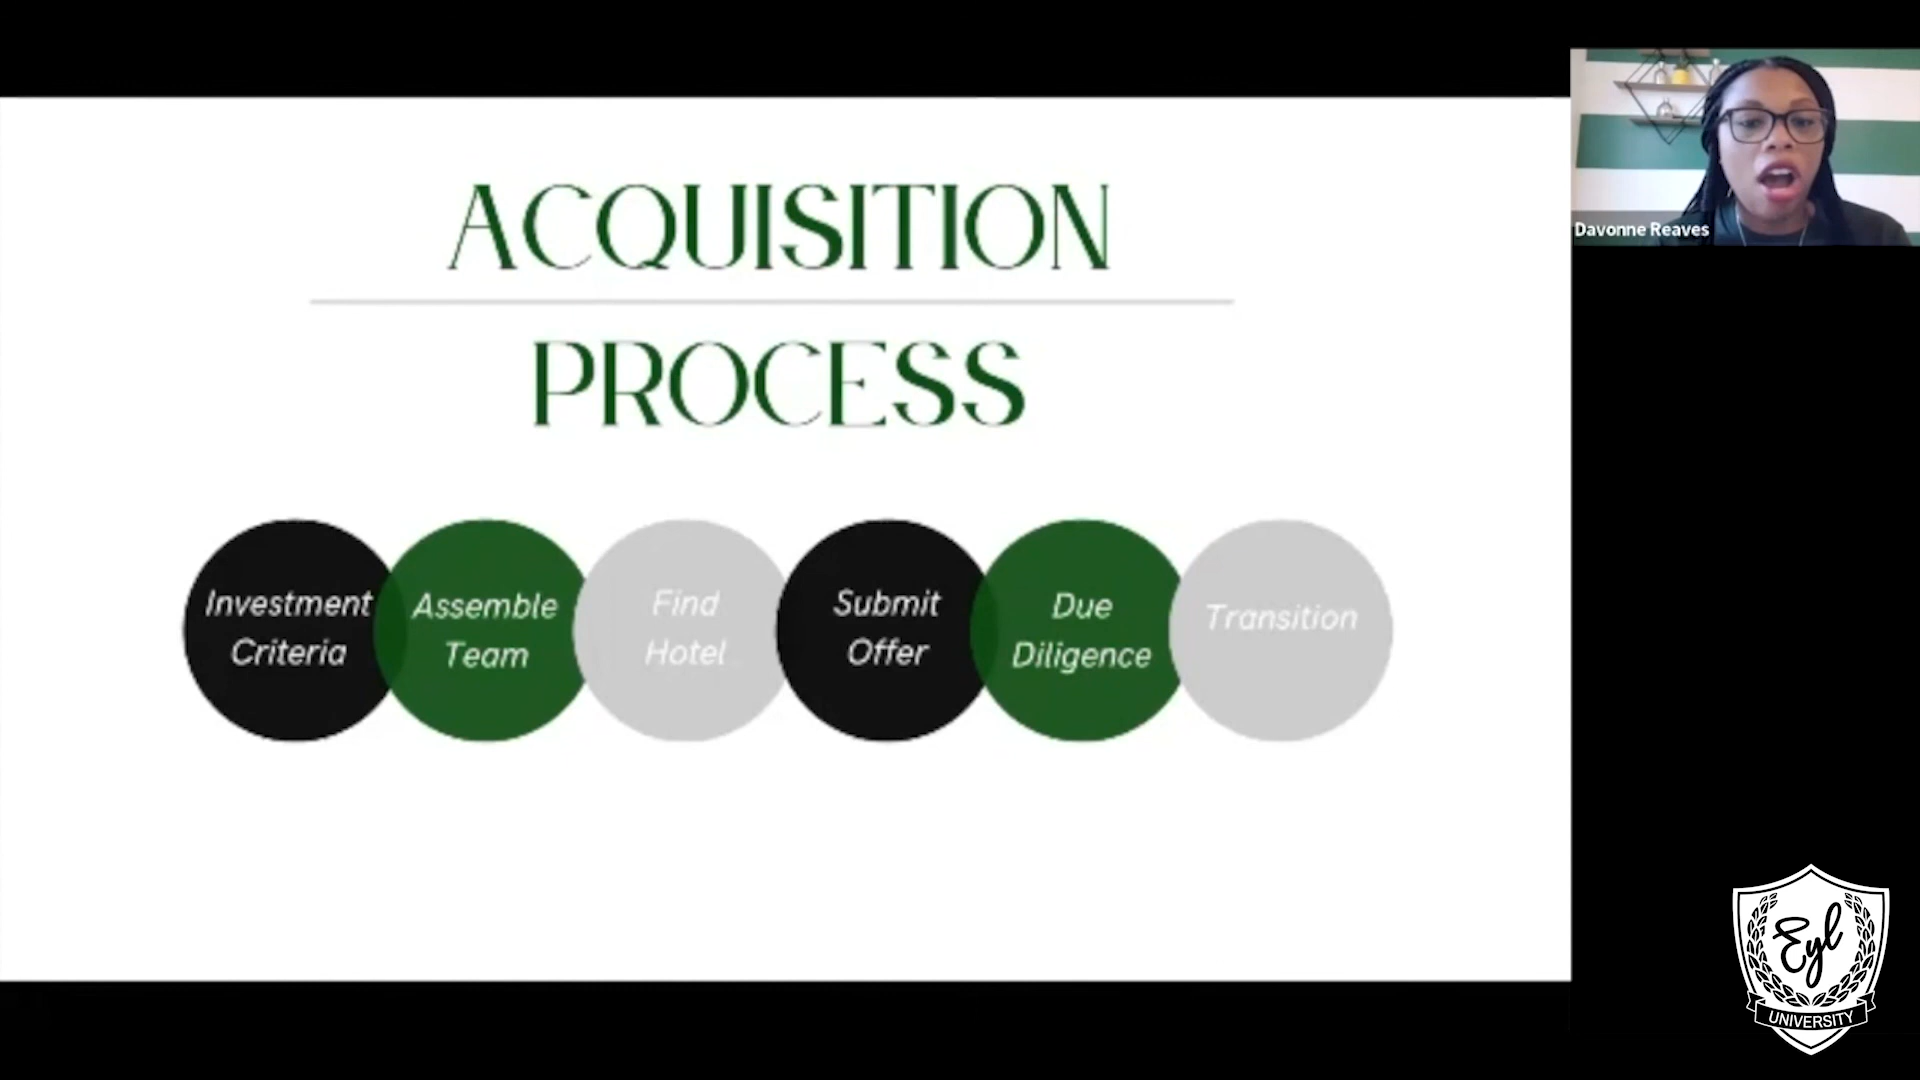 ACQUISITION
PROCESS
Investment
Criteria
Assemble
Team
Find
Hotel
Submit
Offer
Due
Diligence
Transition
Davonne Reaves
Eyl
UNIVERSITY